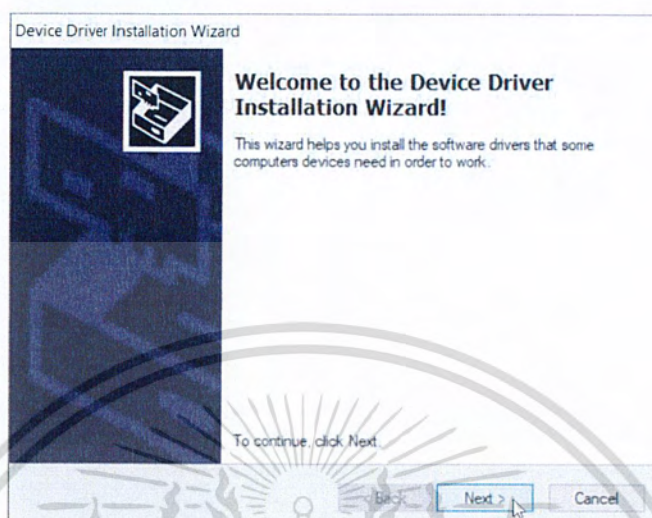 Device Driver Installation Wizard
Welcome to the Device Driver
Installation Wizard!
This wizard helps you install the software drivers that some
computers devices need in order to work.
To continue, click Next.
< Back
Next >
Cancel